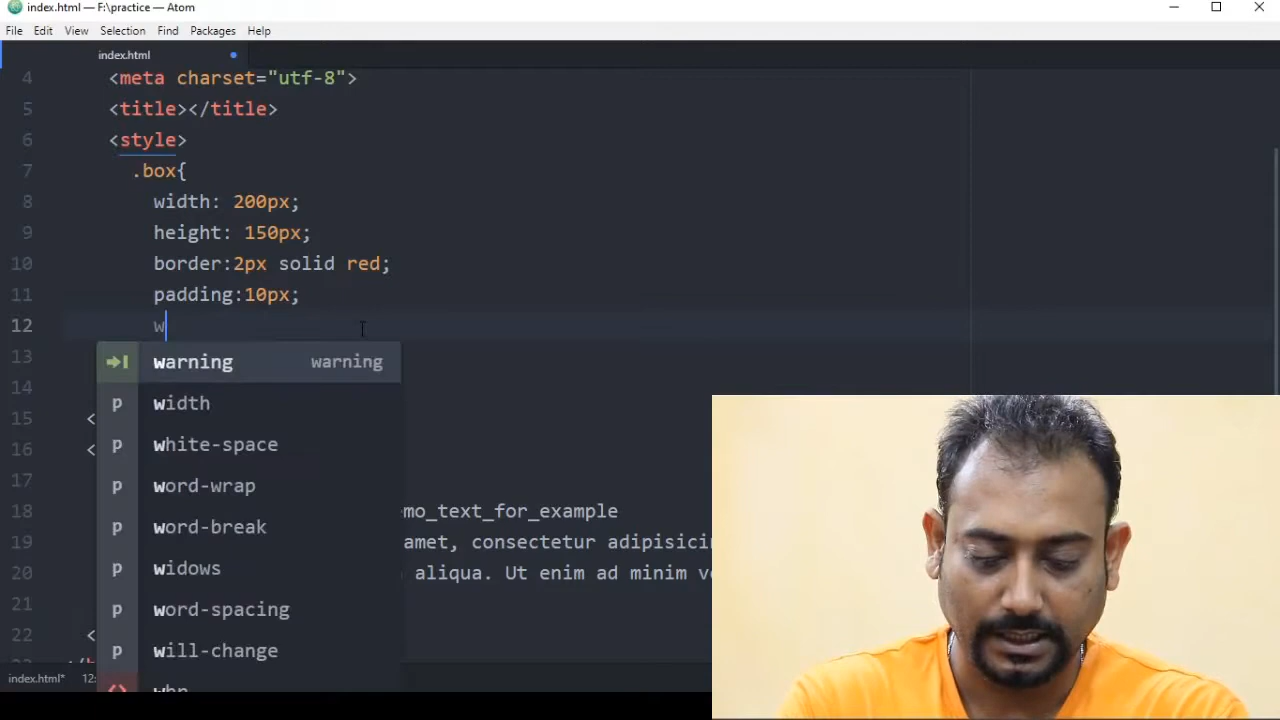 index.html — F:\practice — Atom
File Edit View Selection Find Packages Help
index.html
4 <meta charset="utf-8">
5 <title></title>
6 <style>
7 .box{
8 width: 200px;
9 height: 150px;
10 border:2px solid red;
11 padding:10px;
12 w
13 warning warning
14 width
15 <
white-space
16 <
17 word-wrap
18 word-break mo_text_for_example
19 amet, consectetur adipisicin
20 widows aliqua. Ut enim ad minim ve
21 word-spacing
22 <
will-change
index.html* 12: